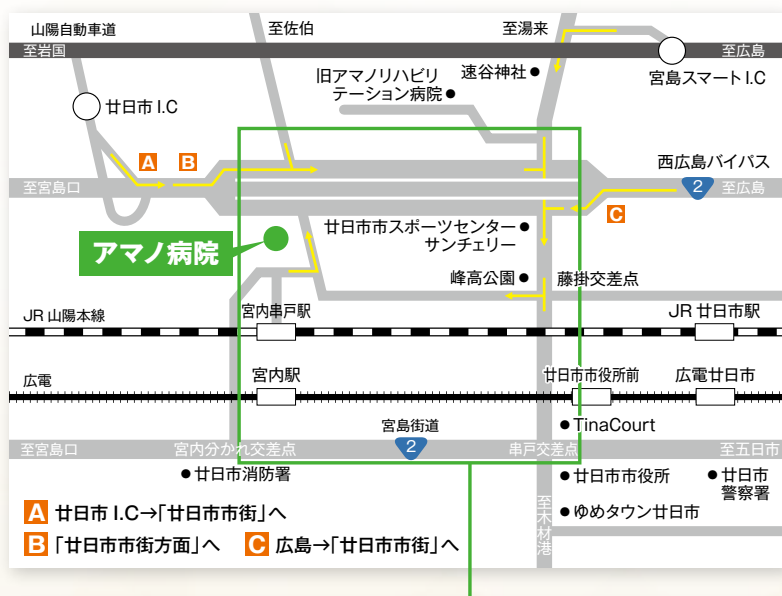 山陽自動車道
至佐伯
至湯来
至岩国
至広島
旧アマノリハビリ
テーション病院
速谷神社
宮島スマートI.C
廿日市 I.C
A
B
西広島バイパス
至宮島口
2
至広島
C
廿日市市スポーツセンター
サンチェリー
アマノ病院
峰高公園
藤掛交差点
JR 山陽本線
宮内串戸駅
JR 廿日市駅
広電
宮内駅
廿日市市役所前
広電廿日市
宮島街道
TinaCourt
至宮島口
宮内分かれ交差点
2
串戸交差点
至五日市
廿日市消防署
廿日市市役所
廿日市
警察署
A 廿日市 I.C→「廿日市市街」へ
ゆめタウン廿日市
至木材港
B 「廿日市市街方面」へ
C 広島→「廿日市市街」へ